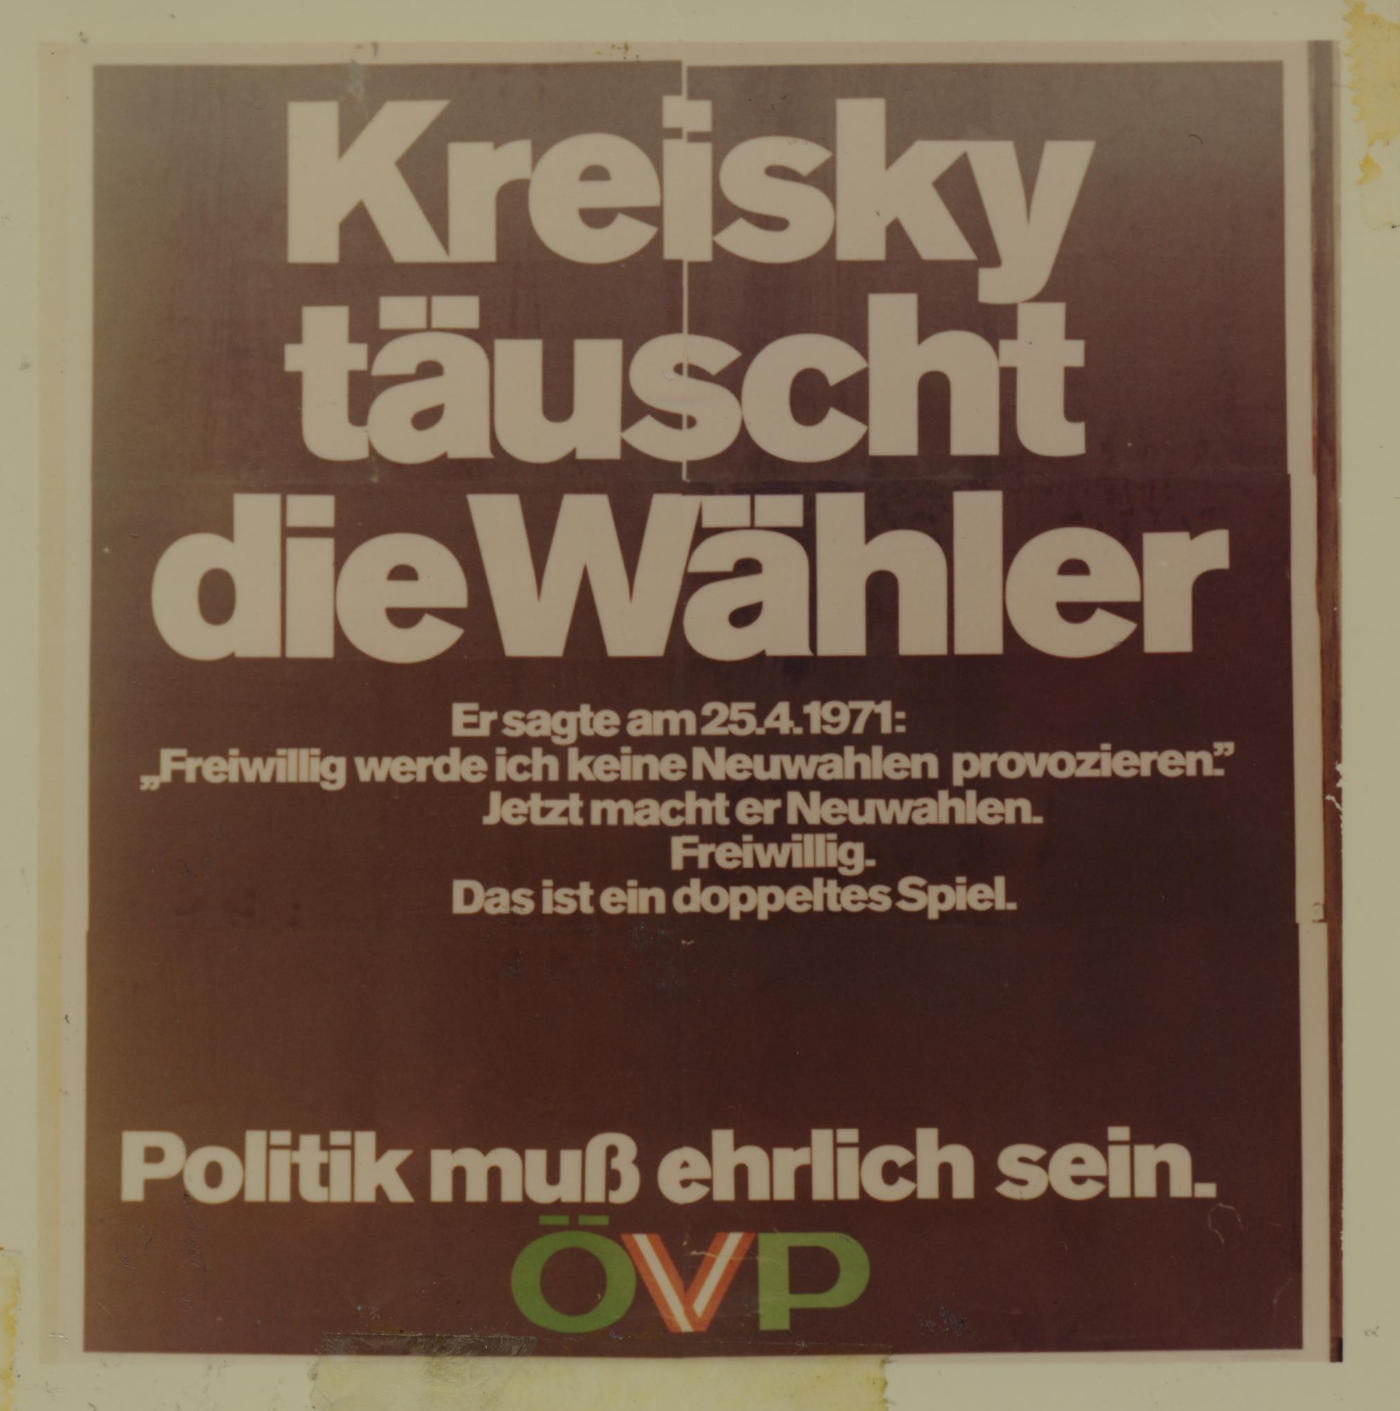 Kreisky
täuscht
die Wähler
Er sagte am 25.4.1971:
„Freiwillig werde ich keine Neuwahlen provozieren.”
Jetzt macht er Neuwahlen.
Freiwillig.
Das ist ein doppeltes Spiel.
Politik muß ehrlich sein.
ÖVP